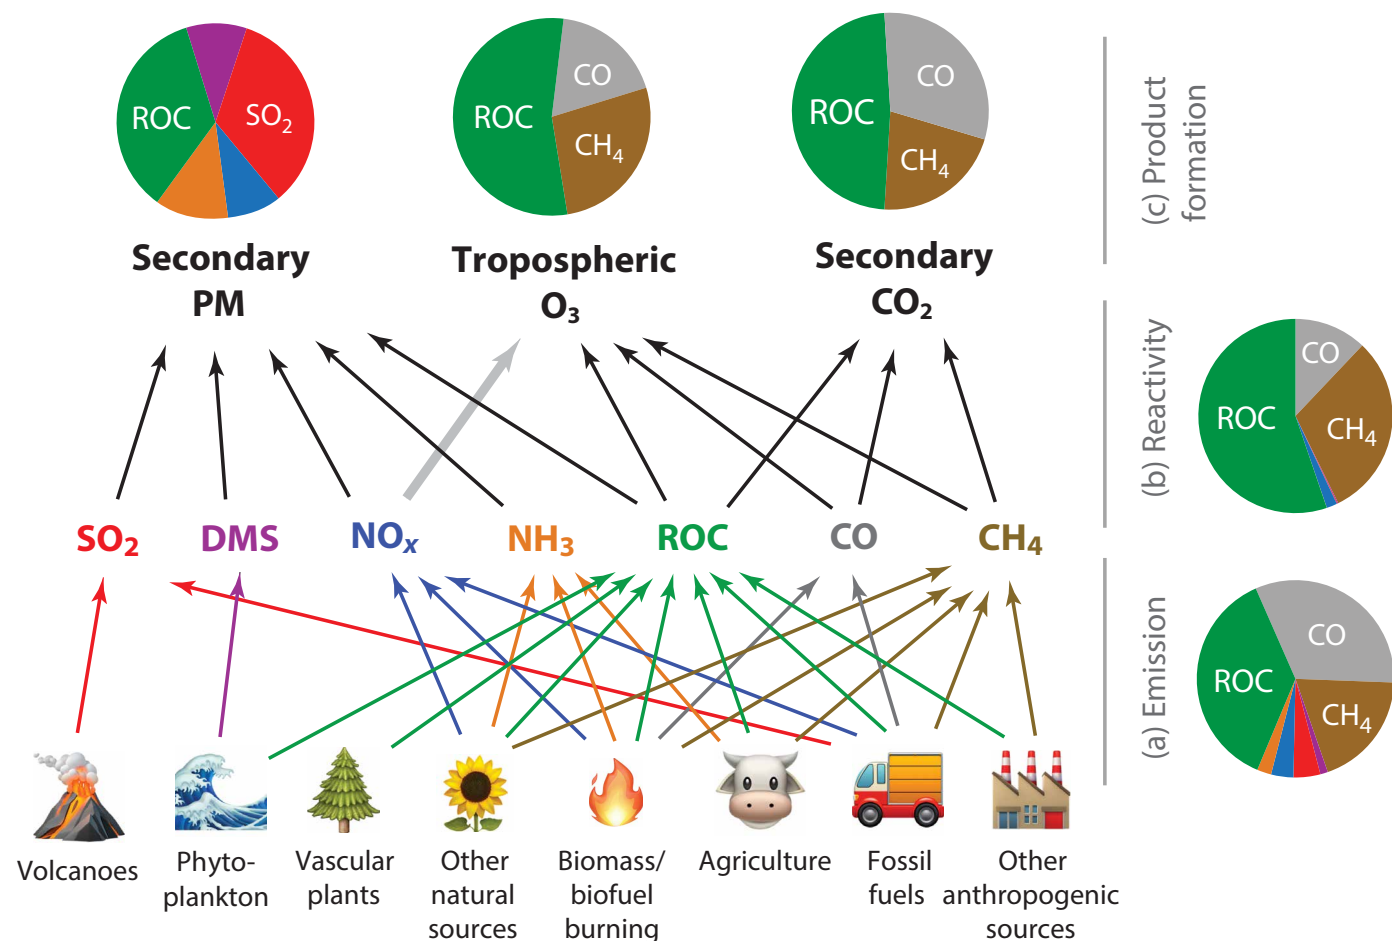 ROC
SO2
ROC
CO
CH4
ROC
CO
CH4
(c) Product
formation
Secondary
PM
Tropospheric
O3
Secondary
CO2
(b) Reactivity
ROC
CO
CH4
SO2
DMS
NOx
NH3
ROC
CO
CH4
(a) Emission
ROC
CO
CH4
Volcanoes
Phyto-
plankton
Vascular
plants
Other
natural
sources
Biomass/
biofuel
burning
Agriculture
Fossil
fuels
Other
anthropogenic
sources